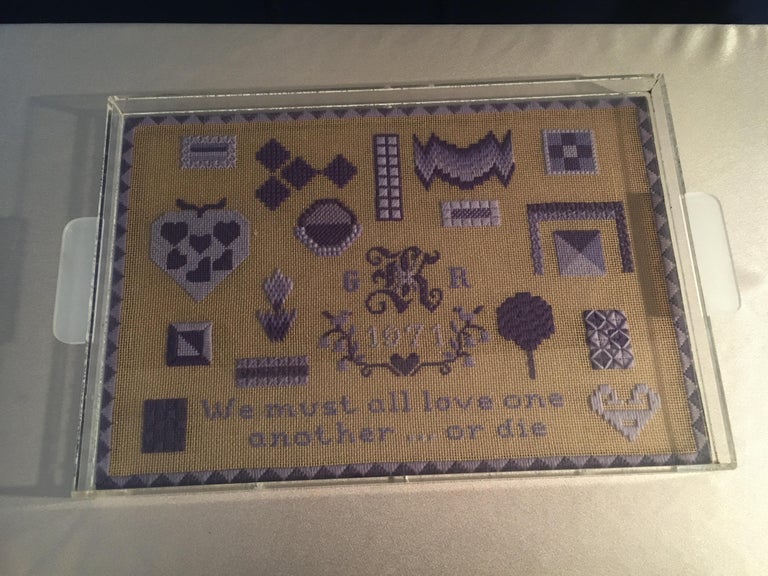 G K R
1971
We must all love one
another ... or die